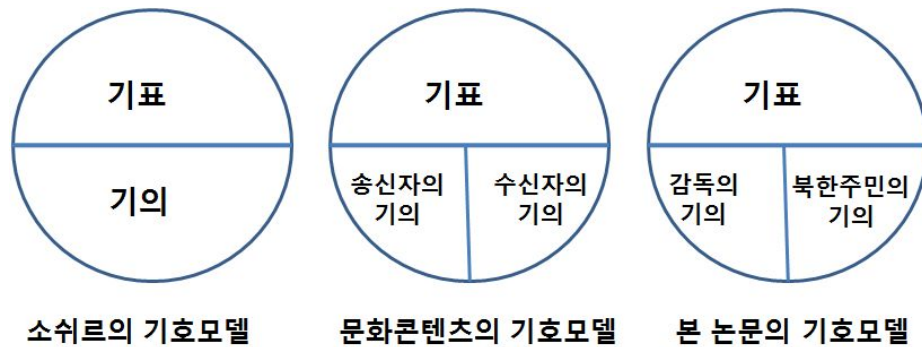 기표
기의
소쉬르의 기호모델
기표
송신자의
기의
수신자의
기의
문화콘텐츠의 기호모델
기표
감독의
기의
북한주민의
기의
본 논문의 기호모델